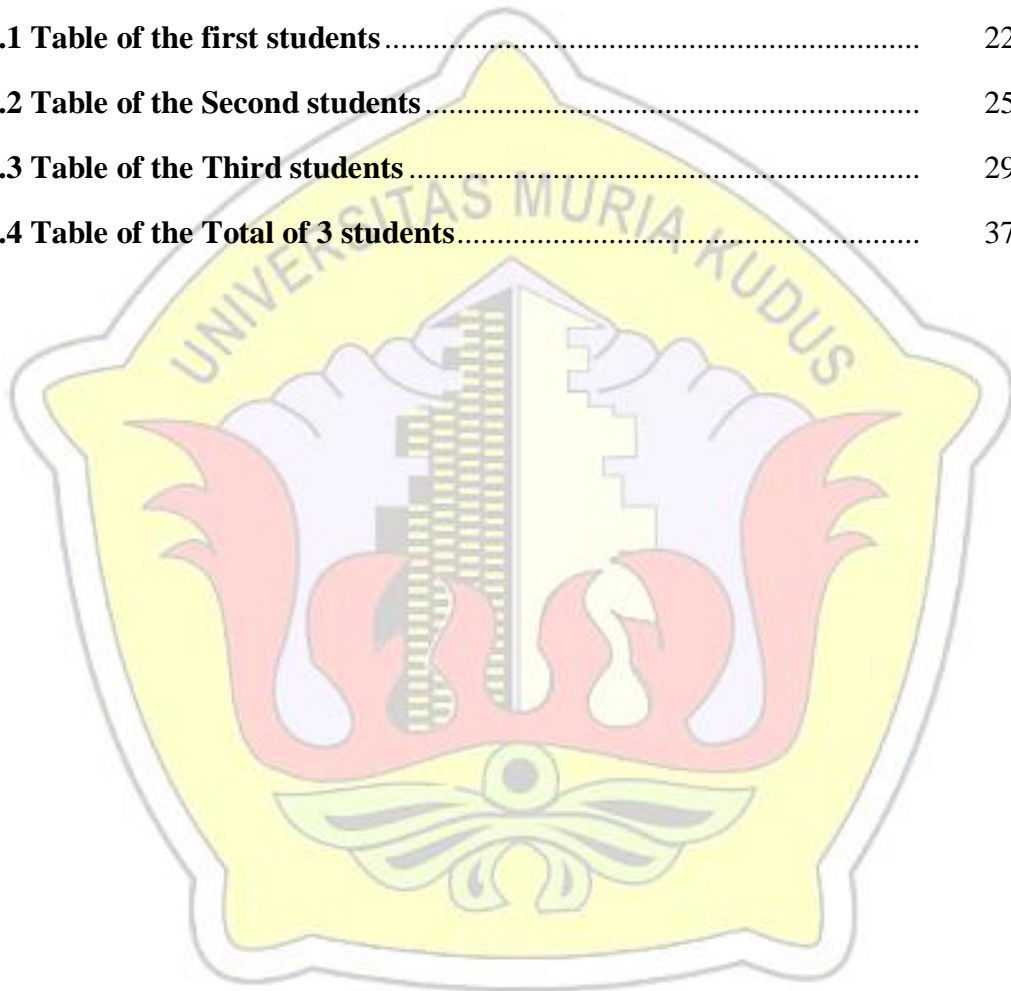 .1 Table of the first students ........................................................................ 22
.2 Table of the Second students ................................................................... 25
.3 Table of the Third students ..................................................................... 29
.4 Table of the Total of 3 students ............................................................... 37
UNIVERSITAS MURIA KUDUS